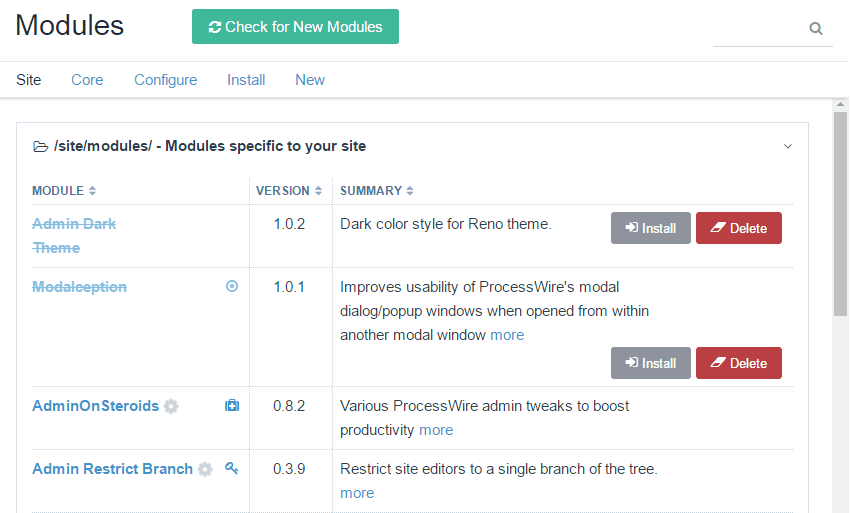 Modules
Check for New Modules
Site Core Configure Install New
/site/modules/ - Modules specific to your site
MODULE VERSION SUMMARY
Admin Dark 1.0.2 Dark color style for Reno theme. Install Delete
Theme
Modalception 1.0.1 Improves usability of ProcessWire's modal
dialog/popup windows when opened from within
another modal window more
Install Delete
AdminOnSteroids 0.8.2 Various ProcessWire admin tweaks to boost
productivity more
Admin Restrict Branch 0.3.9 Restrict site editors to a single branch of the tree.
more